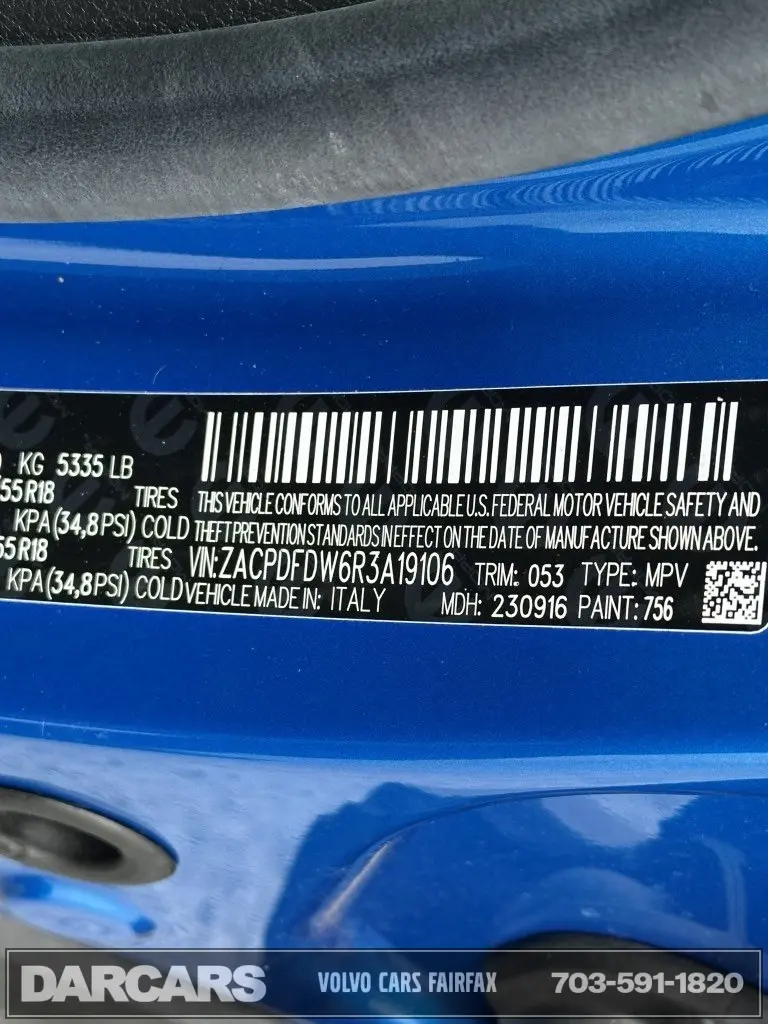 KG 5335 LB
55 R18 TIRES THIS VEHICLE CONFORMS TO ALL APPLICABLE U.S. FEDERAL MOTOR VEHICLE SAFETY AND
KPA (34,8 PSI) COLD THEFT PREVENTION STANDARDS IN EFFECT ON THE DATE OF MANUFACTURE SHOWN ABOVE.
55 R18 TIRES VIN: ZACPDFDW6R3A19106 TRIM: 053 TYPE: MPV
KPA (34,8 PSI) COLD VEHICLE MADE IN: ITALY MDH: 230916 PAINT: 756
DARCARS VOLVO CARS FAIRFAX 703-591-1820